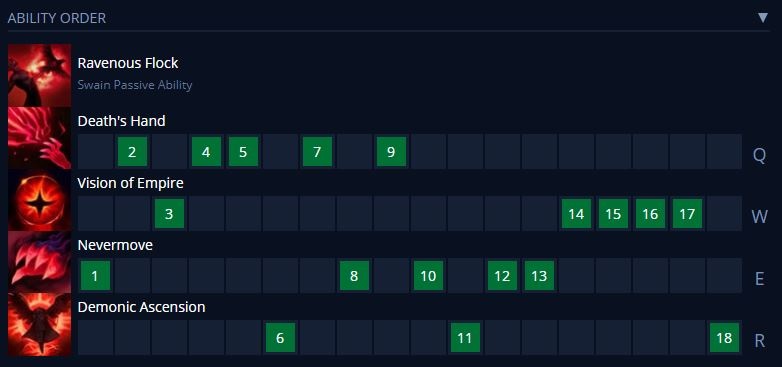 ABILITY ORDER ▼
Ravenous Flock
Swain Passive Ability
Death's Hand
2 4 5 7 9 Q
Vision of Empire
3 14 15 16 17 W
Nevermove
1 8 10 12 13 E
Demonic Ascension
6 11 18 R